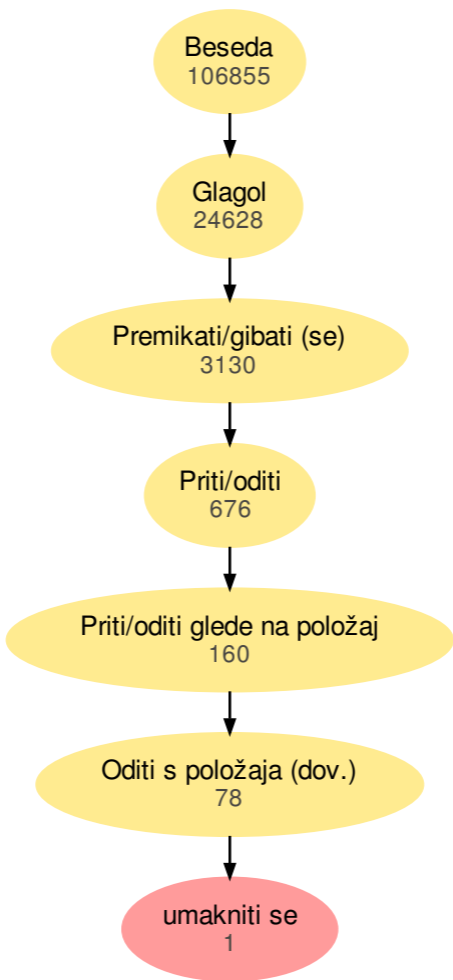 Beseda
106855
Glagol
24628
Premikati/gibati (se)
3130
Priti/oditi
676
Priti/oditi glede na položaj
160
Oditi s položaja (dov.)
78
umakniti se
1